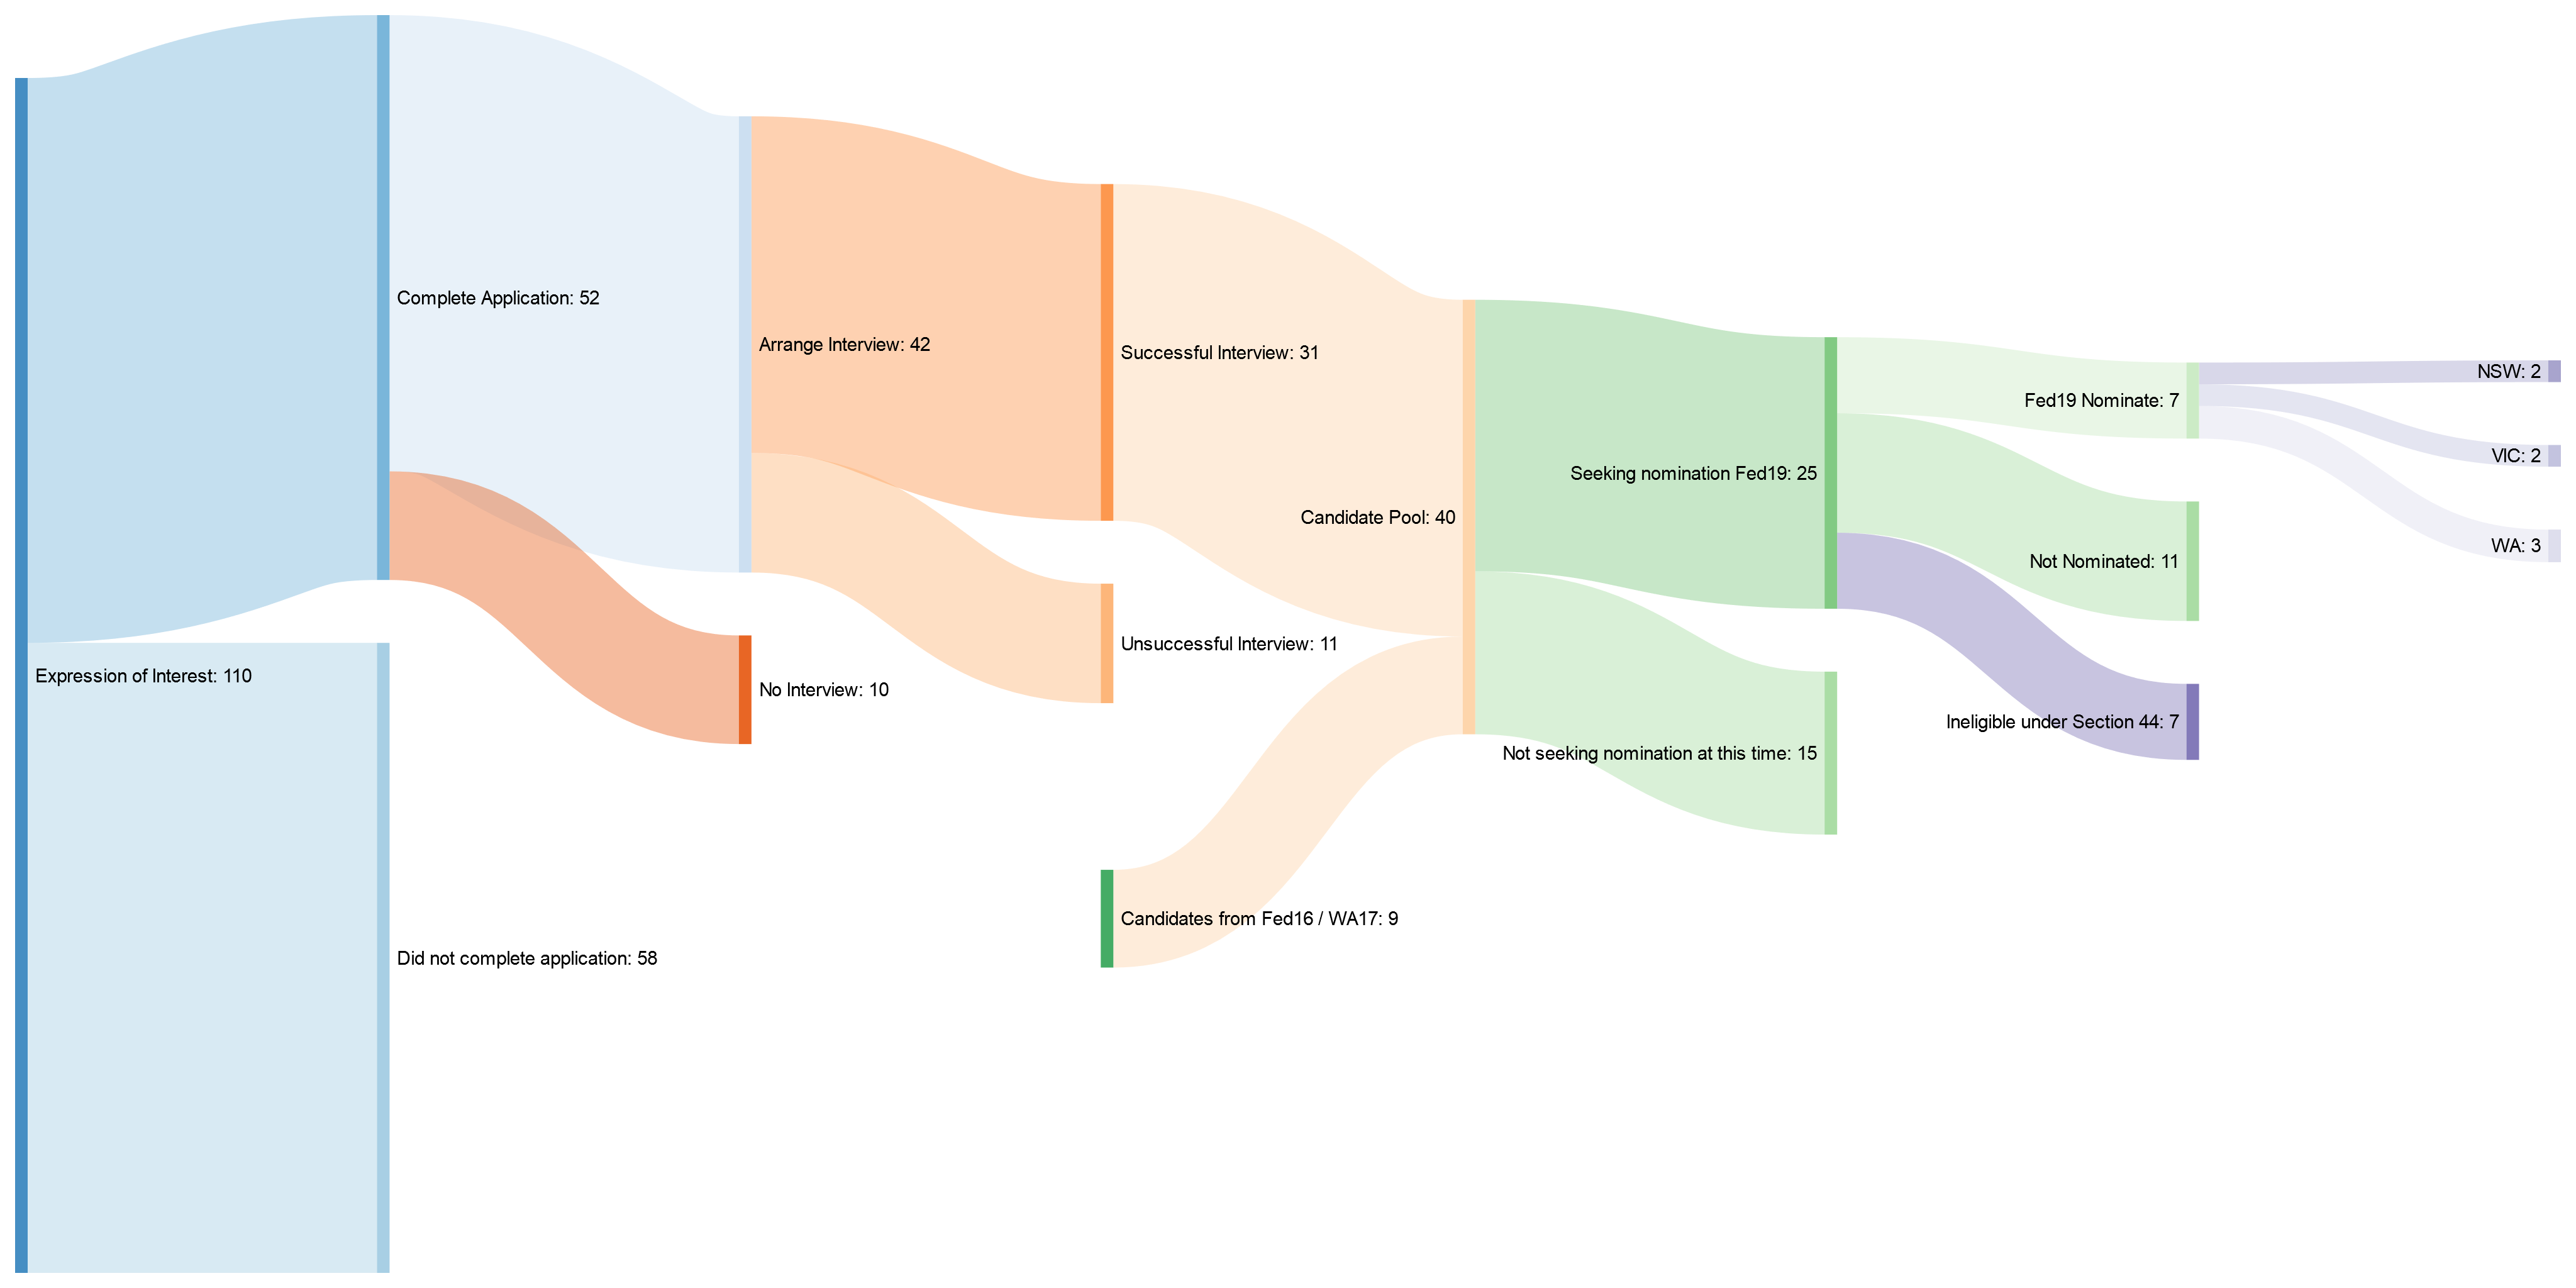 Expression of Interest: 110
Complete Application: 52
Did not complete application: 58
Arrange Interview: 42
No Interview: 10
Successful Interview: 31
Unsuccessful Interview: 11
Candidates from Fed16 / WA17: 9
Candidate Pool: 40
Seeking nomination Fed19: 25
Not seeking nomination at this time: 15
Fed19 Nominate: 7
Not Nominated: 11
Ineligible under Section 44: 7
NSW: 2
VIC: 2
WA: 3